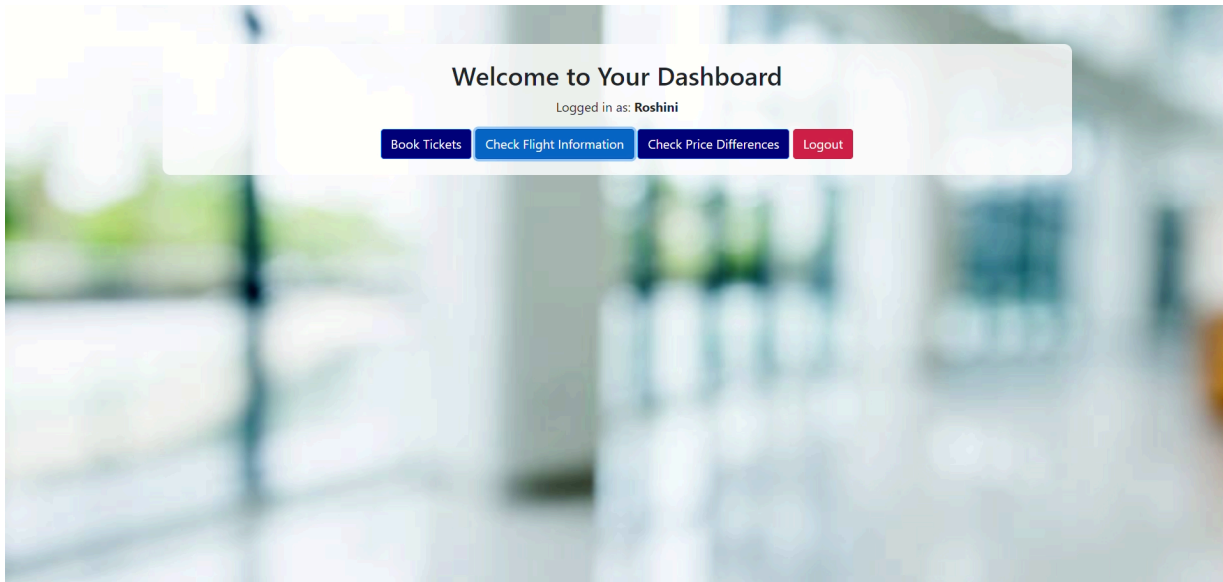 Welcome to Your Dashboard
Logged in as: Roshini
Book Tickets Check Flight Information Check Price Differences Logout